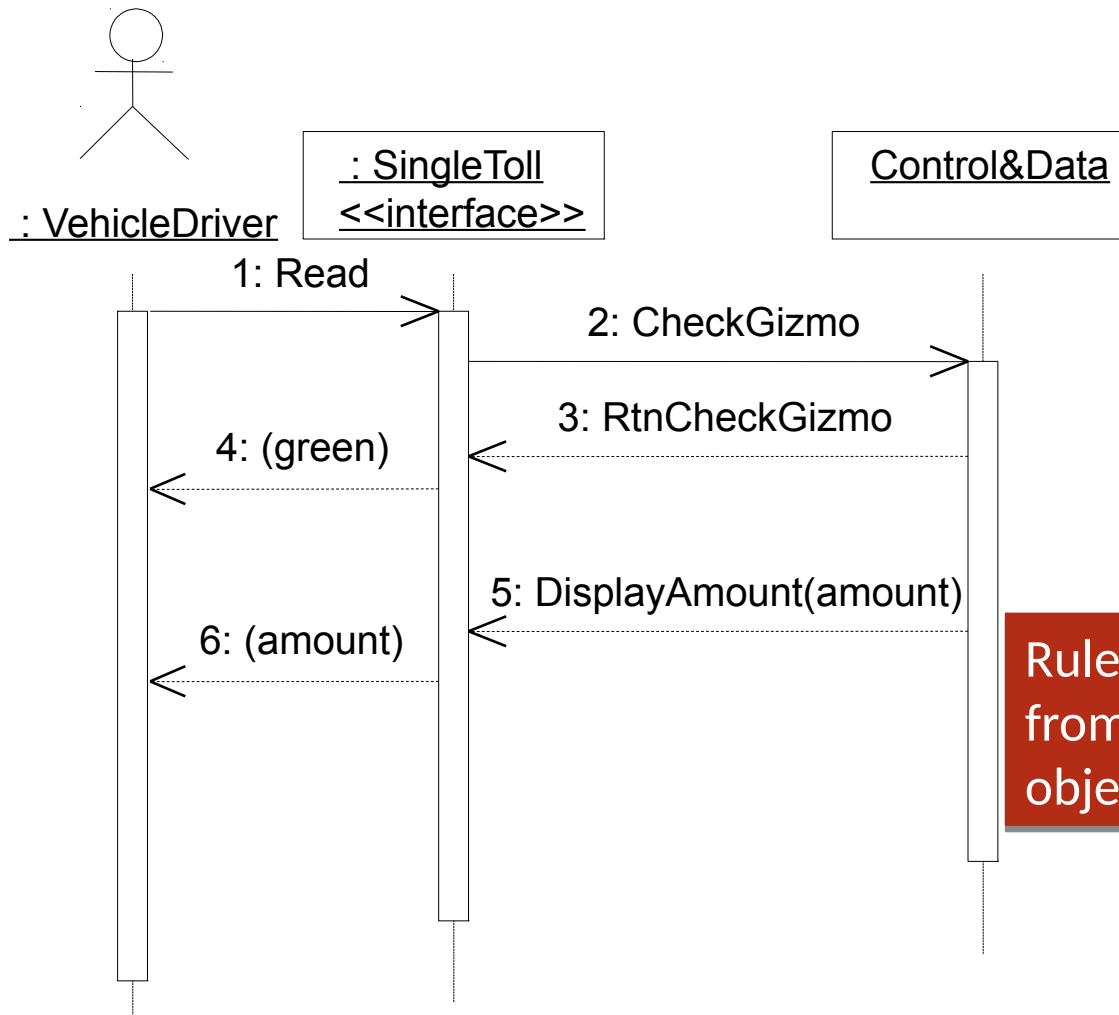 : SingleToll
<<interface>>
Control&Data
: VehicleDriver
1: Read
2: CheckGizmo
3: RtnCheckGizmo
4: (green)
5: DisplayAmount(amount)
6: (amount)
Rule
from
obje